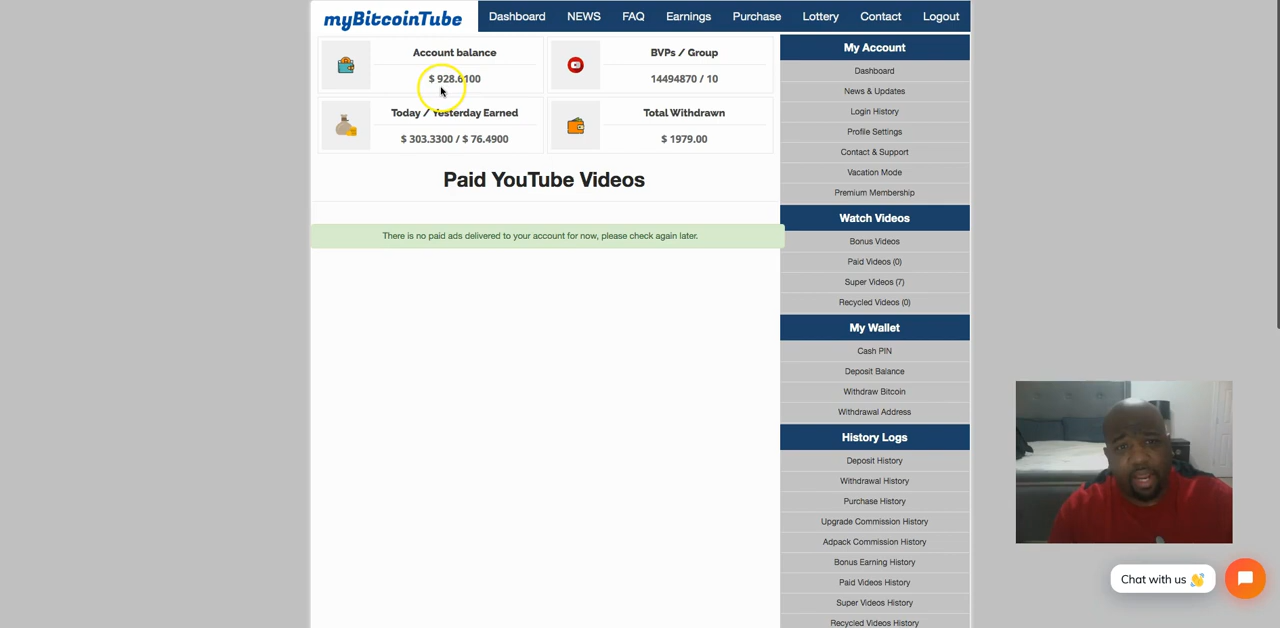 myBitcoinTube
Dashboard NEWS FAQ Earnings Purchase Lottery Contact Logout
Account balance
$ 928.6100
BVPs / Group
14494870 / 10
Today / Yesterday Earned
$ 303.3300 / $ 76.4900
Total Withdrawn
$ 1979.00
Paid YouTube Videos
There is no paid ads delivered to your account for now, please check again later.
My Account
Dashboard
News & Updates
Login History
Profile Settings
Contact & Support
Vacation Mode
Premium Membership
Watch Videos
Bonus Videos
Paid Videos (0)
Super Videos (7)
Recycled Videos (0)
My Wallet
Cash PIN
Deposit Balance
Withdraw Bitcoin
Withdrawal Address
History Logs
Deposit History
Withdrawal History
Purchase History
Upgrade Commission History
Adpack Commission History
Bonus Earning History
Paid Videos History
Super Videos History
Recycled Videos History
Chat with us 👋